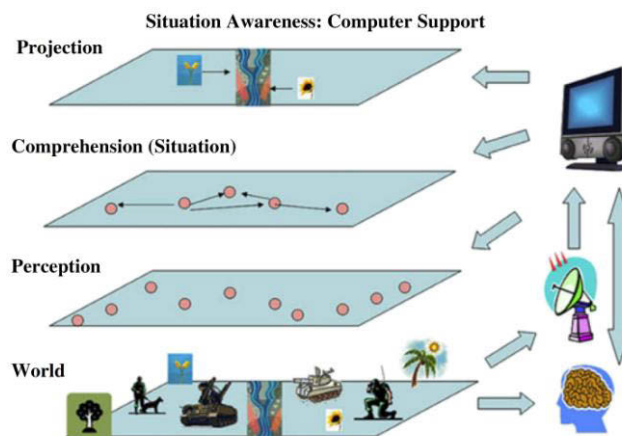 Situation Awareness: Computer Support
Projection
Comprehension (Situation)
Perception
World